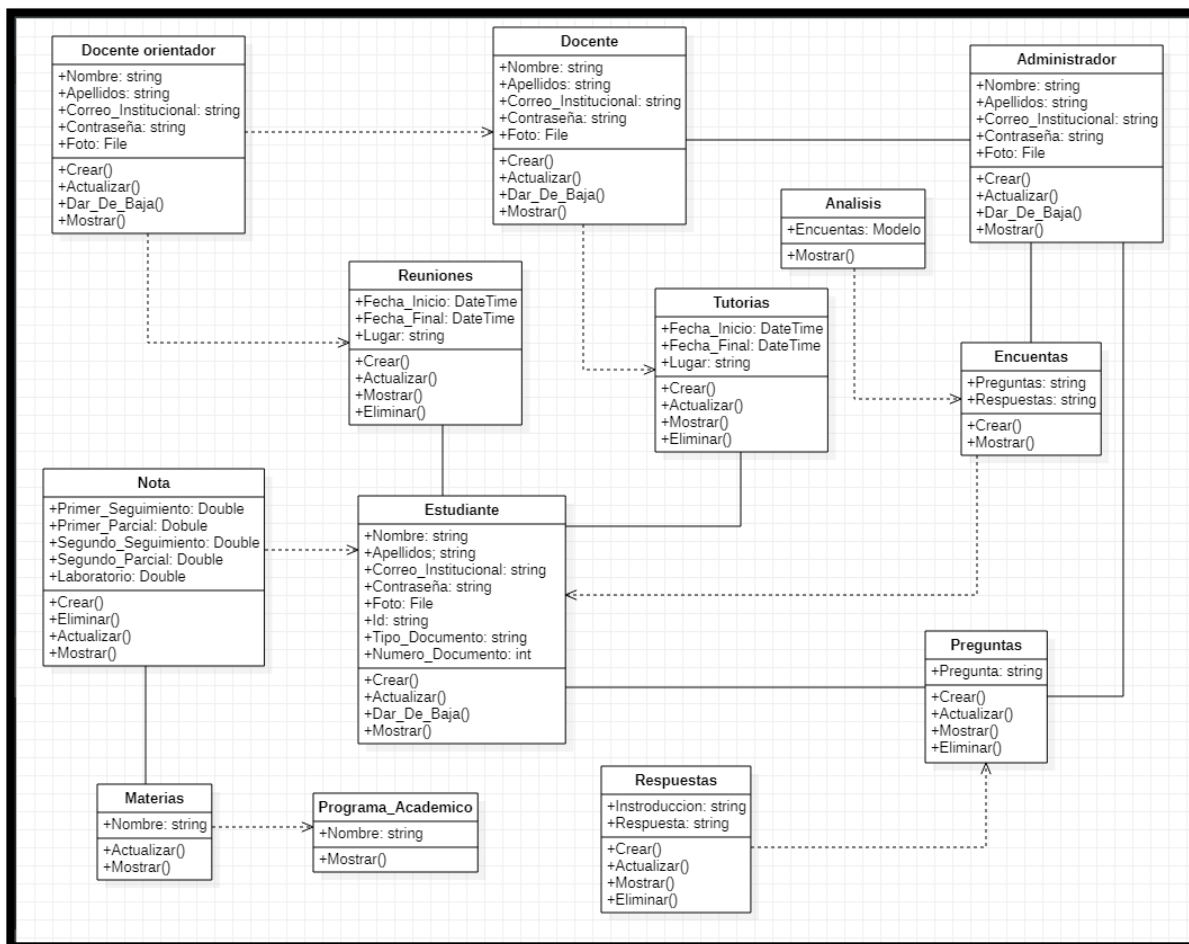 Docente orientador
+Nombre: string
+Apellidos: string
+Correo_Institucional: string
+Contraseña: string
+Foto: File
+Crear()
+Actualizar()
+Dar_De_Baja()
+Mostrar()
Docente
+Nombre: string
+Apellidos: string
+Correo_Institucional: string
+Contraseña: string
+Foto: File
+Crear()
+Actualizar()
+Dar_De_Baja()
+Mostrar()
Administrador
+Nombre: string
+Apellidos: string
+Correo_Institucional: string
+Contraseña: string
+Foto: File
+Crear()
+Actualizar()
+Dar_De_Baja()
+Mostrar()
Analisis
+Encuentas: Modelo
+Mostrar()
Reuniones
+Fecha_Inicio: DateTime
+Fecha_Final: DateTime
+Lugar: string
+Crear()
+Actualizar()
+Mostrar()
+Eliminar()
Tutorias
+Fecha_Inicio: DateTime
+Fecha_Final: DateTime
+Lugar: string
+Crear()
+Actualizar()
+Mostrar()
+Eliminar()
Encuentas
+Preguntas: string
+Respuestas: string
+Crear()
+Mostrar()
Nota
+Primer_Seguimiento: Double
+Primer_Parcial: Dobule
+Segundo_Seguimiento: Double
+Segundo_Parcial: Double
+Laboratorio: Double
+Crear()
+Eliminar()
+Actualizar()
+Mostrar()
Estudiante
+Nombre: string
+Apellidos; string
+Correo_Institucional: string
+Contraseña: string
+Foto: File
+Id: string
+Tipo_Documento: string
+Numero_Documento: int
+Crear()
+Actualizar()
+Dar_De_Baja()
+Mostrar()
Preguntas
+Pregunta: string
+Crear()
+Actualizar()
+Mostrar()
+Eliminar()
Materias
+Nombre: string
+Actualizar()
+Mostrar()
Programa_Academico
+Nombre: string
+Mostrar()
Respuestas
+Instroduccion: string
+Respuesta: string
+Crear()
+Actualizar()
+Mostrar()
+Eliminar()